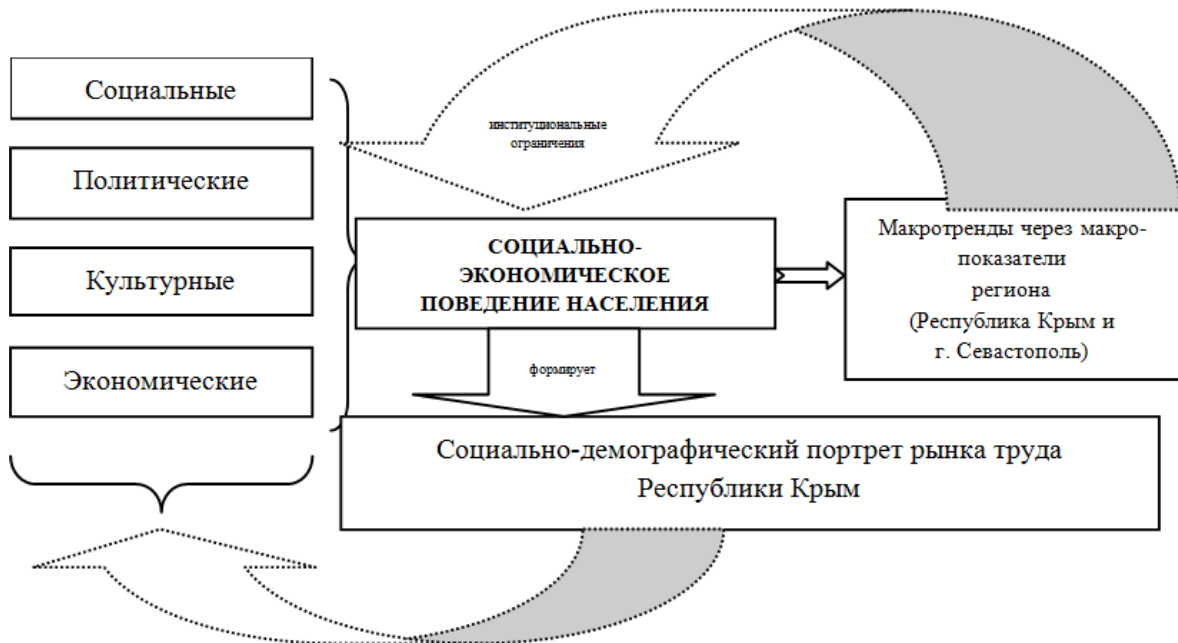 Социальные
Политические
Культурные
Экономические
институциональные
ограничения
СОЦИАЛЬНО-
ЭКОНОМИЧЕСКОЕ
ПОВЕДЕНИЕ НАСЕЛЕНИЯ
Макротренды через макро-
показатели
региона
(Республика Крым и
г. Севастополь)
формирует
Социально-демографический портрет рынка труда
Республики Крым